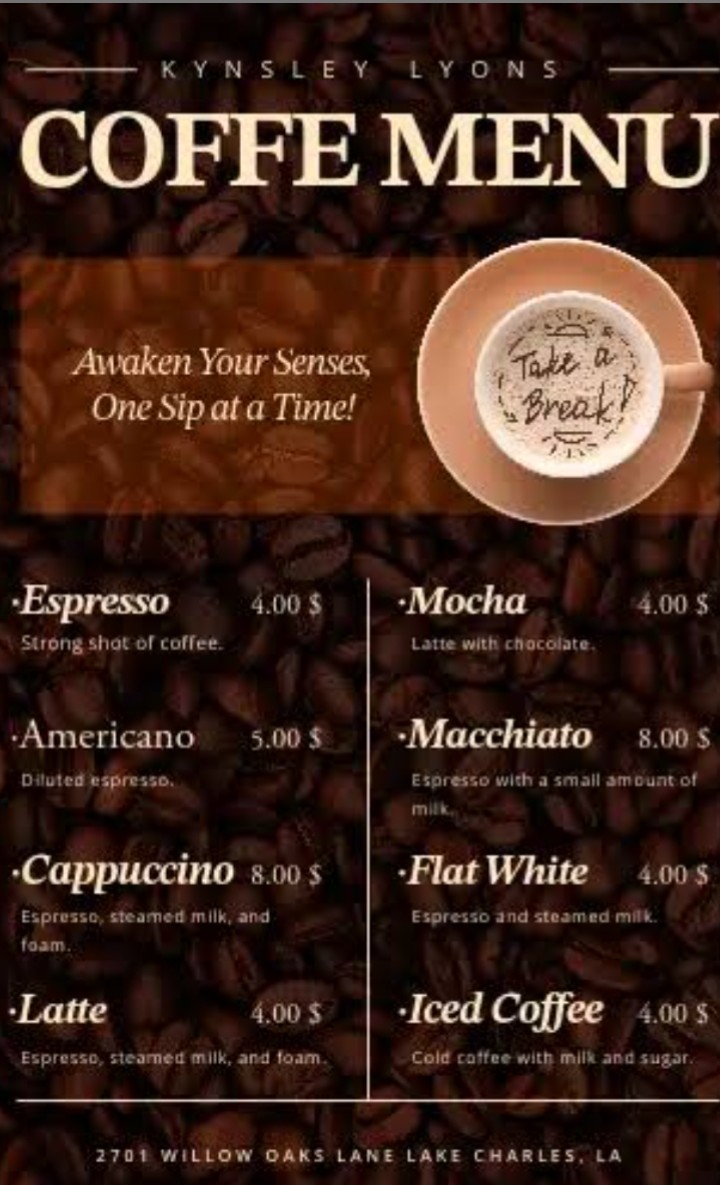 KYNSLEY LYONS
COFFE MENU
Awaken Your Senses,
One Sip at a Time!
Take a
Break!
·Espresso 4.00 $
Strong shot of coffee.
·Americano 5.00 $
Diluted espresso.
·Cappuccino 8.00 $
Espresso, steamed milk, and
foam.
·Latte 4.00 $
Espresso, steamed milk, and foam.
·Mocha 4.00 $
Latte with chocolate.
·Macchiato 8.00 $
Espresso with a small amount of
milk.
·Flat White 4.00 $
Espresso and steamed milk.
·Iced Coffee 4.00 $
Cold coffee with milk and sugar.
2701 WILLOW OAKS LANE LAKE CHARLES, LA